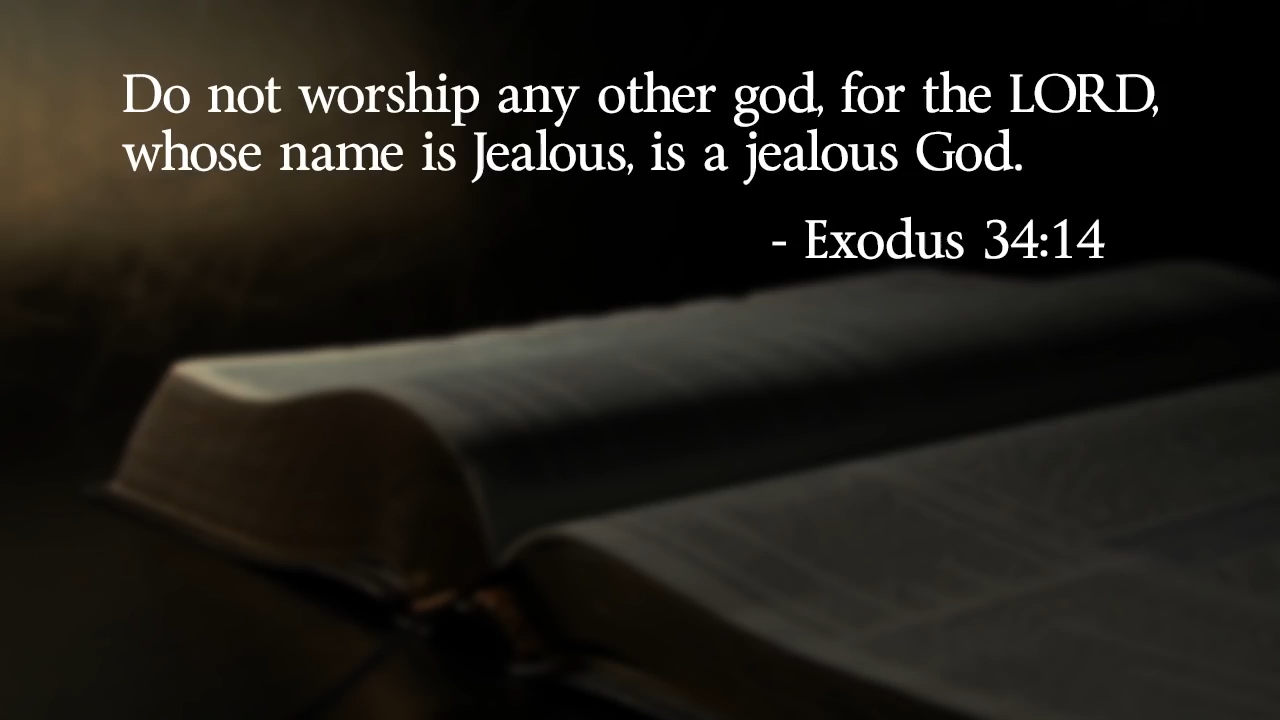 Do not worship any other god, for the LORD,
whose name is Jealous, is a jealous God.
- Exodus 34:14